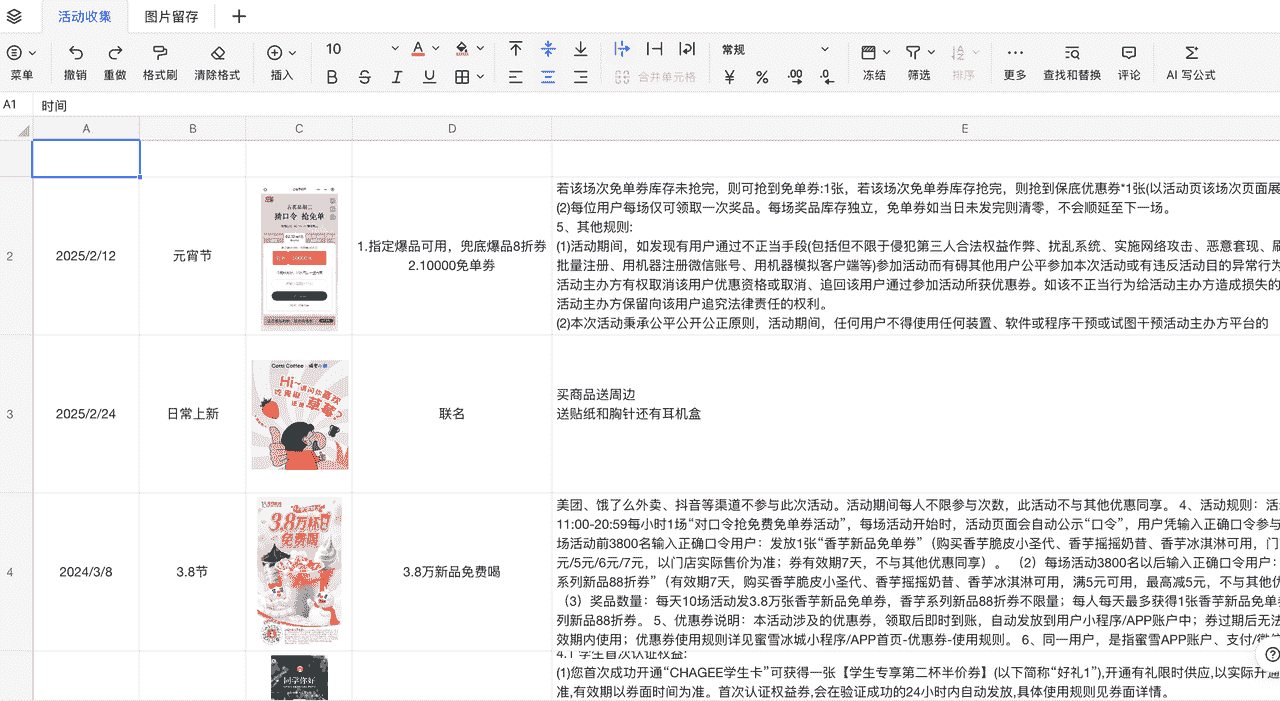 活动收集
图片留存
菜单
撤销
重做
格式刷
清除格式
插入
10
合并单元格
常规
冻结
筛选
排序
更多
查找和替换
评论
AI 写公式
A1
时间
A
B
C
D
E
2
2025/2/12
元宵节
猜口令 抢免单
1.指定爆品可用，兜底爆品8折券
2.10000免单券
若该场次免单券库存未抢完，则可抢到免单券:1张，若该场次免单券库存抢完，则抢到保底优惠券*1张(以活动页该场次页面展
(2)每位用户每场仅可领取一次奖品。每场奖品库存独立，免单券如当日未发完则清零，不会顺延至下一场。
5、其他规则:
(1)活动期间，如发现有用户通过不正当手段(包括但不限于侵犯第三人合法权益作弊、扰乱系统、实施网络攻击、恶意套现、
批量注册、用机器注册微信账号、用机器模拟客户端等)参加活动而有碍其他用户公平参加本次活动或有违反活动目的异常行为
活动主办方有权取消该用户优惠资格或取消、追回该用户通过参加活动所获优惠券。如该不正当行为给活动主办方造成损失的
活动主办方保留向该用户追究法律责任的权利。
(2)本次活动秉承公平公开公正原则，活动期间，任何用户不得使用任何装置、软件或程序干预或试图干预活动主办方平台的
3
2025/2/24
日常上新
Cotti Coffee
Hi~
请问你喜欢
吃青椒
还是
草莓?
联名
买商品送周边
送贴纸和胸针还有耳机盒
4
2024/3/8
3.8节
3.8万杯
免费喝
3.8万新品免费喝
美团、饿了么外卖、抖音等渠道不参与此次活动。活动期间每人不限参与次数，此活动不与其他优惠同享。 4、活动规则：活
11:00-20:59每小时1场“对口令抢免费免单券活动”，每场活动开始时，活动页面会自动公示“口令”，用户凭输入正确口令参与
场活动前3800名输入正确口令用户：发放1张“香芋新品免单券”（购买香芋脆皮小圣代、香芋摇摇奶昔、香芋冰淇淋可用，门
元/5元/6元/7元，以门店实际售价为准；券有效期7天，不与其他优惠同享）。 （2）每场活动3800名以后输入正确口令用户：
系列新品88折券”（有效期7天，购买香芋脆皮小圣代、香芋摇摇奶昔、香芋冰淇淋可用，满5元可用，最高减5元，不与其他优
（3）奖品数量：每天10场活动发3.8万张香芋新品免单券，香芋系列新品88折券不限量；每人每天最多获得1张香芋新品免单券
列新品88折券。 5、优惠券说明：本活动涉及的优惠券，领取后即时到账，自动发放到用户小程序/APP账户中；券过期后无法
效期内使用；优惠券使用规则详见蜜雪冰城小程序/APP首页-优惠券-使用规则。 6、同一用户，是指蜜雪APP账户、支付/微信
同学你好
4.1 学生首次认证权益:
(1)您首次成功开通“CHAGEE学生卡”可获得一张【学生专享第二杯半价券】(以下简称“好礼1”),开通有礼限时供应,以实际开通
准,有效期以券面时间为准。首次认证权益券,会在验证成功的24小时内自动发放,具体使用规则见券面详情。